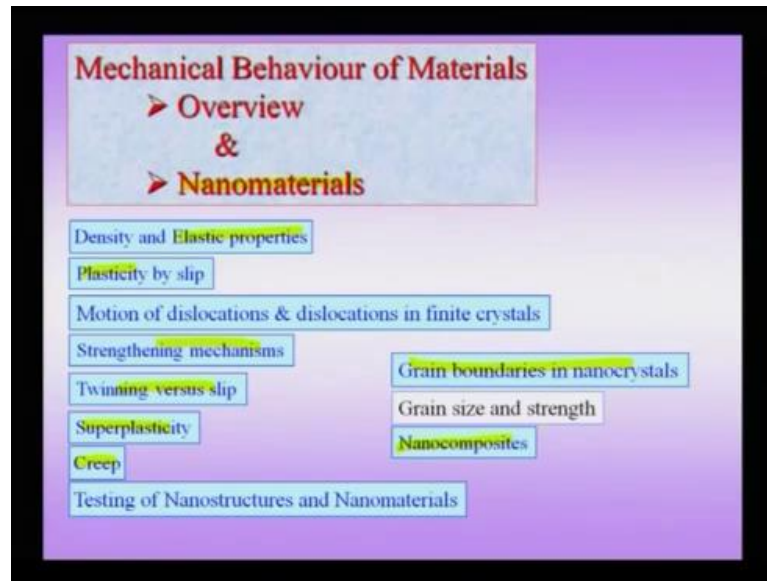 Mechanical Behaviour of Materials
➤ Overview
&
➤ Nanomaterials
Density and Elastic properties
Plasticity by slip
Motion of dislocations & dislocations in finite crystals
Strengthening mechanisms
Twinning versus slip
Superplasticity
Creep
Testing of Nanostructures and Nanomaterials
Grain boundaries in nanocrystals
Grain size and strength
Nanocomposites